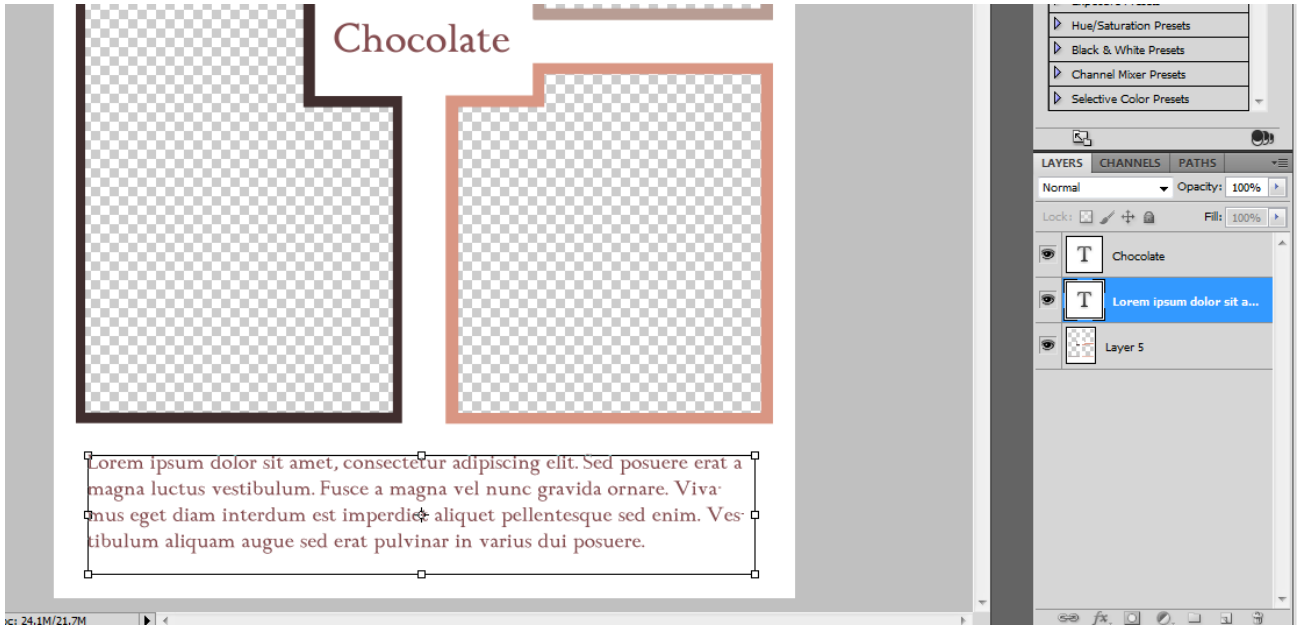 Chocolate
Hue/Saturation Presets
Black & White Presets
Channel Mixer Presets
Selective Color Presets
LAYERS CHANNELS PATHS
Normal Opacity: 100%
Lock: Fill: 100%
T Chocolate
T Lorem ipsum dolor sit a...
Layer 5
Lorem ipsum dolor sit amet, consectetur adipiscing elit. Sed posuere erat a
magna luctus vestibulum. Fusce a magna vel nunc gravida ornare. Viva-
mus eget diam interdum est imperdiet aliquet pellentesque sed enim. Ves-
tibulum aliquam augue sed erat pulvinar in varius dui posuere.
24,1M/21,7M
fx.